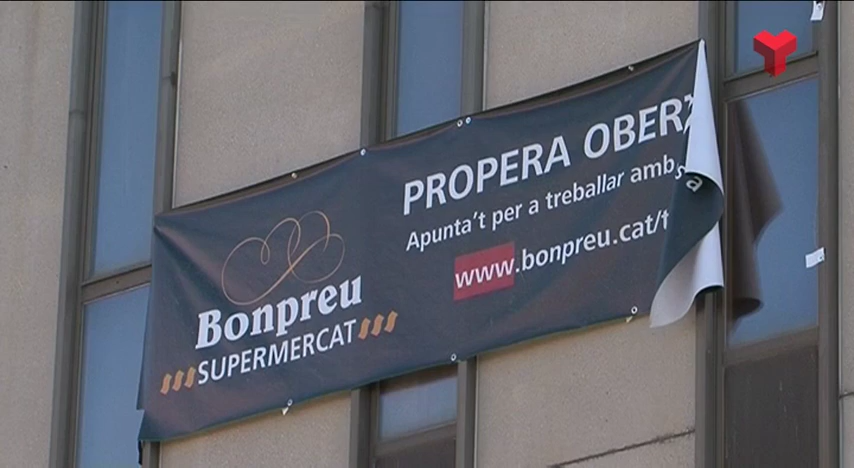 PROPERA OBER
Apunta't per a treballar amb
www.bonpreu.cat/t
Bonpreu
SUPERMERCAT